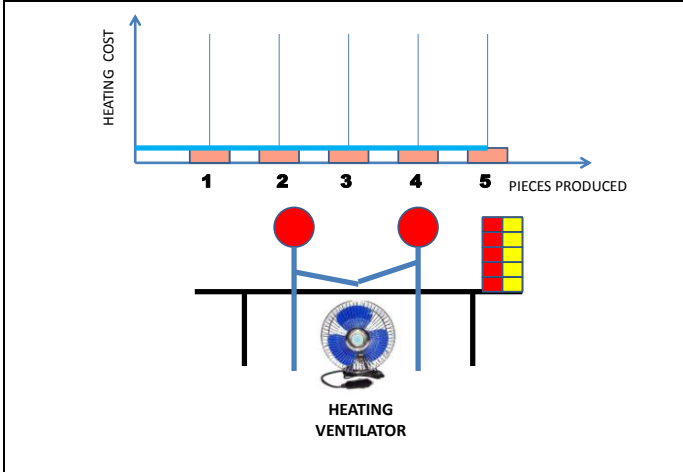 HEATING COST
1 2 3 4 5
PIECES PRODUCED
HEATING
VENTILATOR